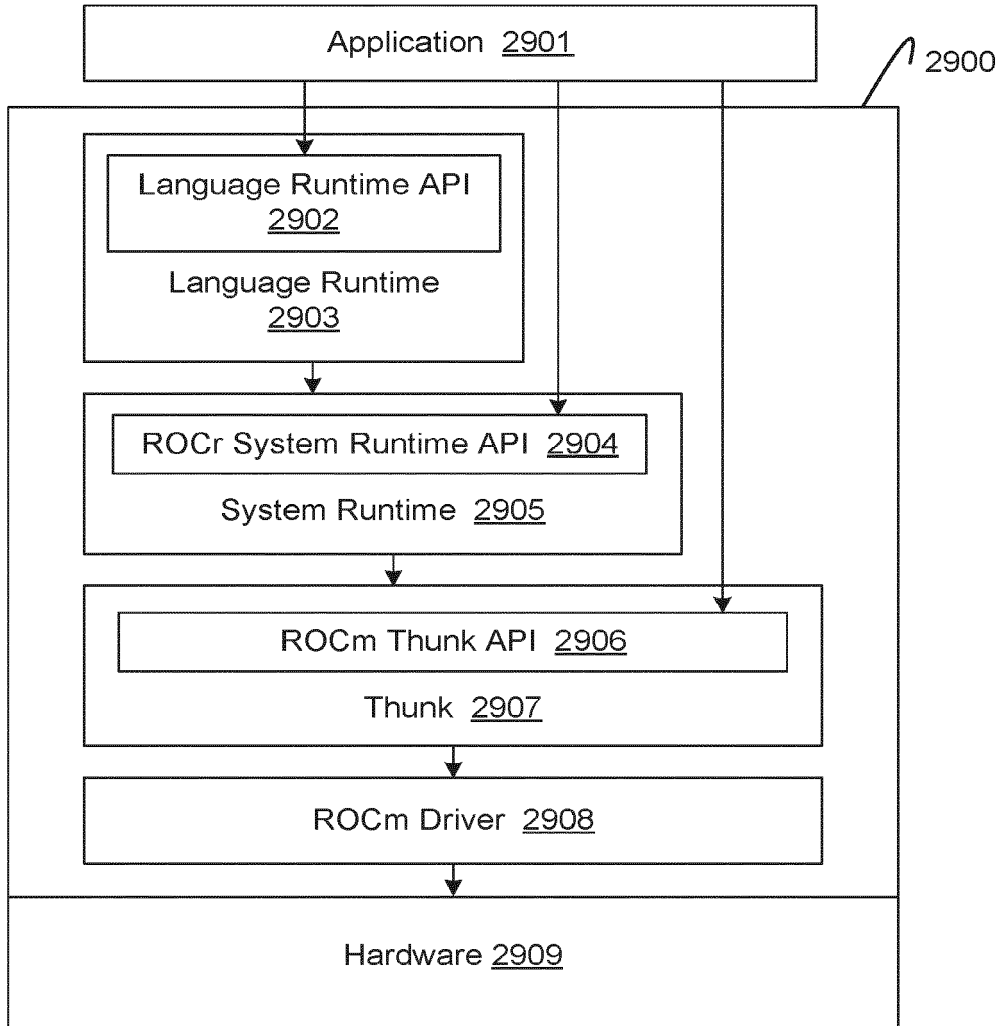 Application 2901
2900
Language Runtime API
2902
Language Runtime
2903
ROCr System Runtime API 2904
System Runtime 2905
ROCm Thunk API 2906
Thunk 2907
ROCm Driver 2908
Hardware 2909